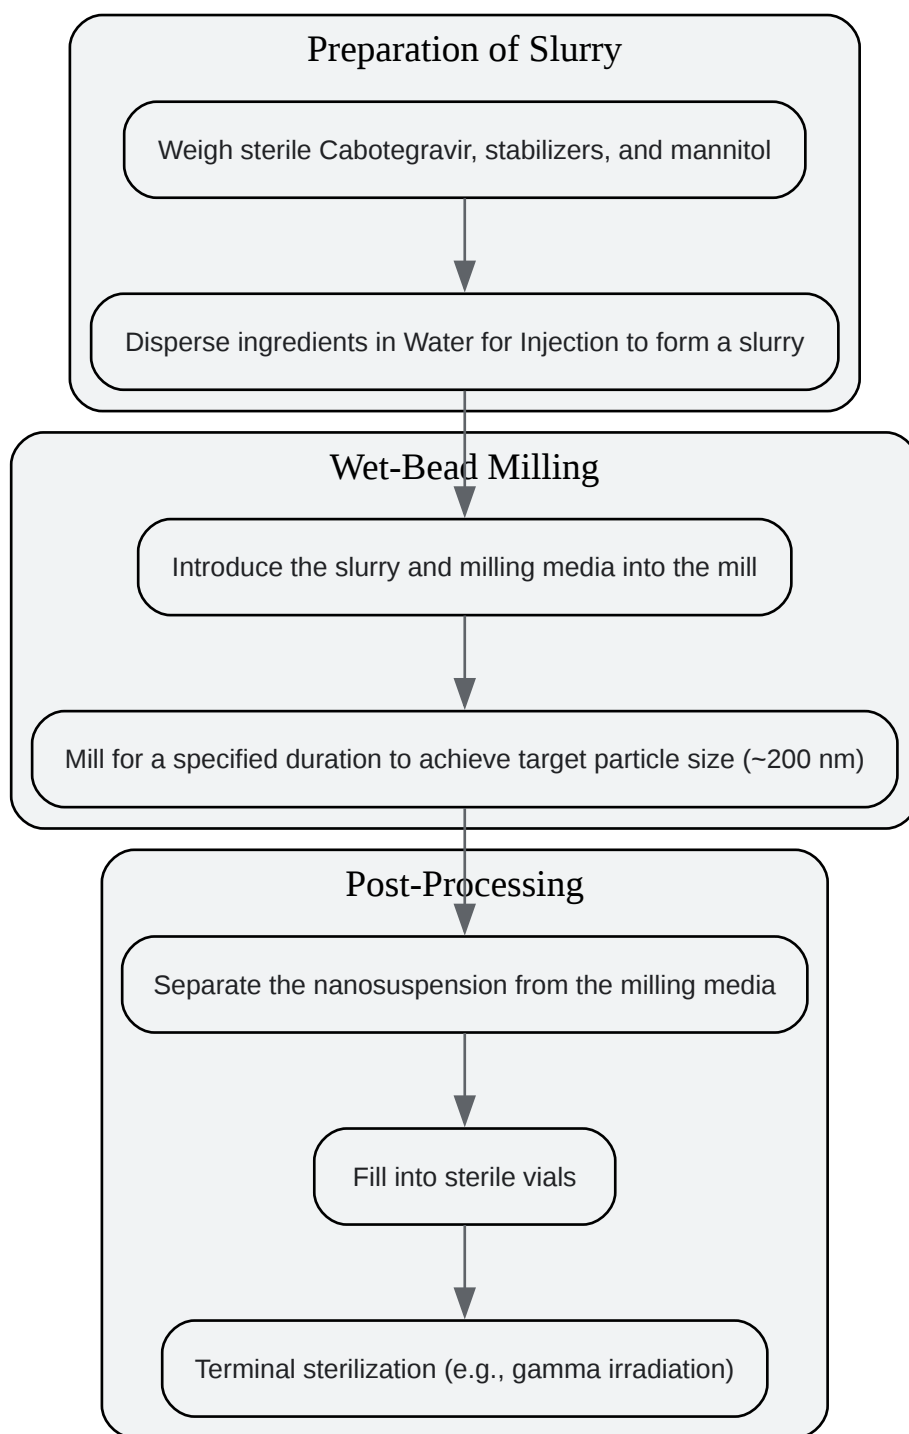 Preparation of Slurry
Weigh sterile Cabotegravir, stabilizers, and mannitol
Disperse ingredients in Water for Injection to form a slurry
Wet-Bead Milling
Introduce the slurry and milling media into the mill
Mill for a specified duration to achieve target particle size (~200 nm)
Post-Processing
Separate the nanosuspension from the milling media
Fill into sterile vials
Terminal sterilization (e.g., gamma irradiation)